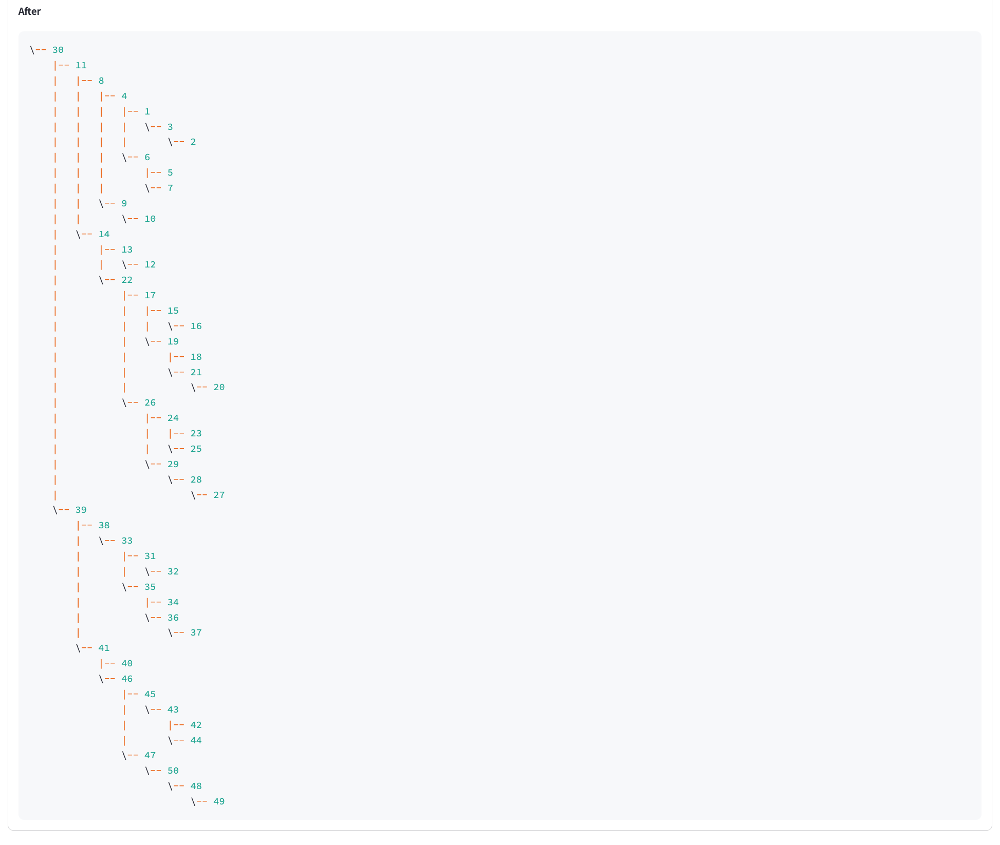 After
\-- 30
    |-- 11
    |   |-- 8
    |   |   |-- 4
    |   |   |   |-- 1
    |   |   |   |   \-- 3
    |   |   |   |       \-- 2
    |   |   |   \-- 6
    |   |   |       |-- 5
    |   |   |       \-- 7
    |   |   \-- 9
    |   |       \-- 10
    |   \-- 14
    |       |-- 13
    |       |   \-- 12
    |       \-- 22
    |           |-- 17
    |           |   |-- 15
    |           |   |   \-- 16
    |           |   \-- 19
    |           |       |-- 18
    |           |       \-- 21
    |           |           \-- 20
    |           \-- 26
    |               |-- 24
    |               |   |-- 23
    |               |   \-- 25
    |               \-- 29
    |                   \-- 28
    |                       \-- 27
    \-- 39
        |-- 38
        |   \-- 33
        |       |-- 31
        |       |   \-- 32
        |       \-- 35
        |           |-- 34
        |           \-- 36
        |               \-- 37
        \-- 41
            |-- 40
            \-- 46
                |-- 45
                |   \-- 43
                |       |-- 42
                |       \-- 44
                \-- 47
                    \-- 50
                        \-- 48
                            \-- 49